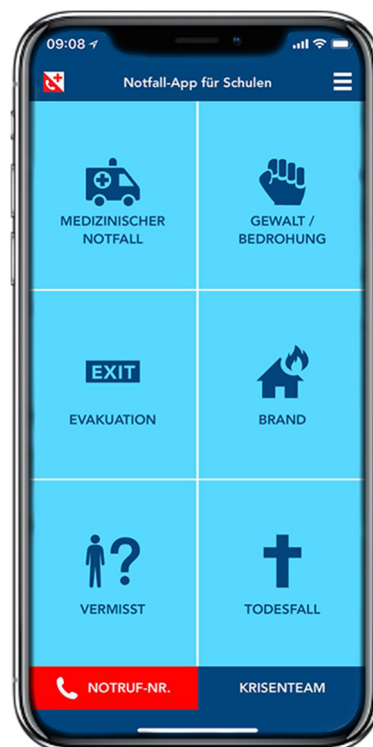 09:08
Notfall-App für Schulen
MEDIZINISCHER
NOTFALL
GEWALT /
BEDROHUNG
EXIT
EVAKUATION
BRAND
?
VERMISST
TODESFALL
NOTRUF-NR.
KRISENTEAM